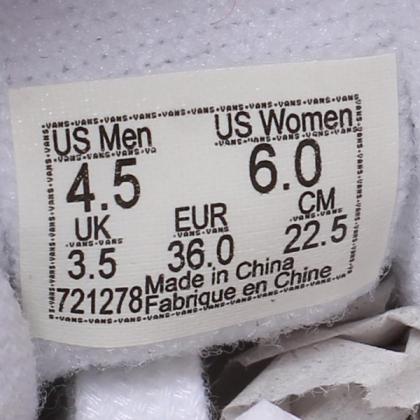 US Men US Women
4.5 6.0
UK EUR CM
3.5 36.0 22.5
721278 Made in China
Fabrique en Chine